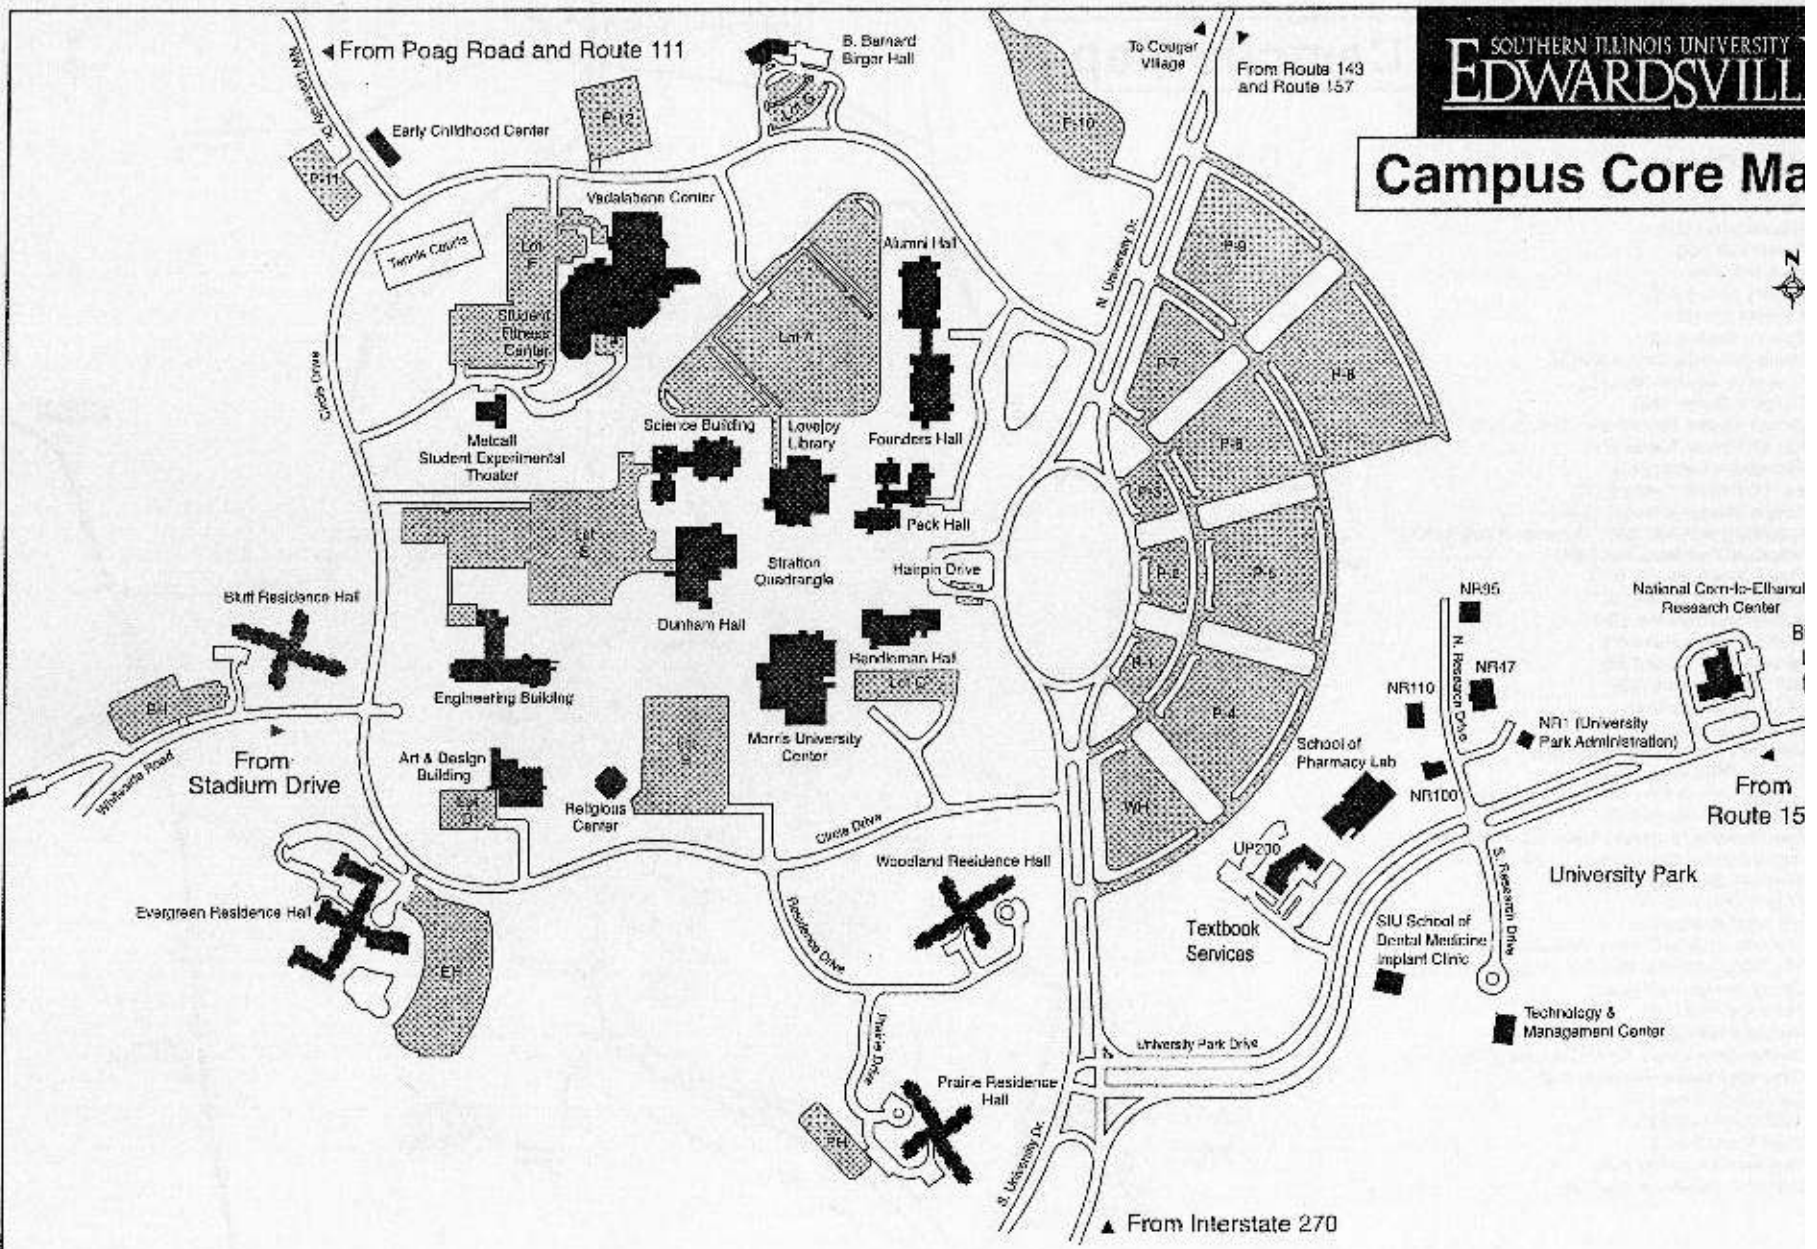 From Poag Road and Route 111
B. Barnard
Birger Hall
To Cougar
Village
From Route 143
and Route 157
SOUTHERN ILLINOIS UNIVERSITY
EDWARDSVILL
Campus Core Ma
Early Childhood Center
P-12
Lot G
P-10
P-11
Vadalabene Center
Tennis Courts
Lot
F
Alumni Hall
N. University Dr.
P-9
N
Student
Fitness
Center
Lot A
P-7
P-8
Circle Drive
Metcalf
Student Experimental
Theater
Science Building
Lovejoy
Library
Founders Hall
P-6
P-3
Peck Hall
Lot
Stratton
Quadrangle
Hairpin Drive
P-2
P-5
Bluff Residence Hall
Dunham Hall
NR95
National Corn-to-Ethanol
Research Center
B
Rendleman Hall
P-1
N. Research Drive
NR47
Engineering Building
Lot C
NR110
P-4
Morris University
Center
NR1 (University
Park Administration)
From
Stadium Drive
Whiteside Road
Art & Design
Building
School of
Pharmacy Lab
NR100
From
Route 15
Religious
Center
Circle Drive
WH
Woodland Residence Hall
UP200
University Park
S. Research Drive
Evergreen Residence Hall
Residence Drive
Textbook
Services
SIU School of
Dental Medicine
Implant Clinic
EH
Technology &
Management Center
Prairie Drive
University Park Drive
Prairie Residence
Hall
PH
S. University Dr.
From Interstate 270